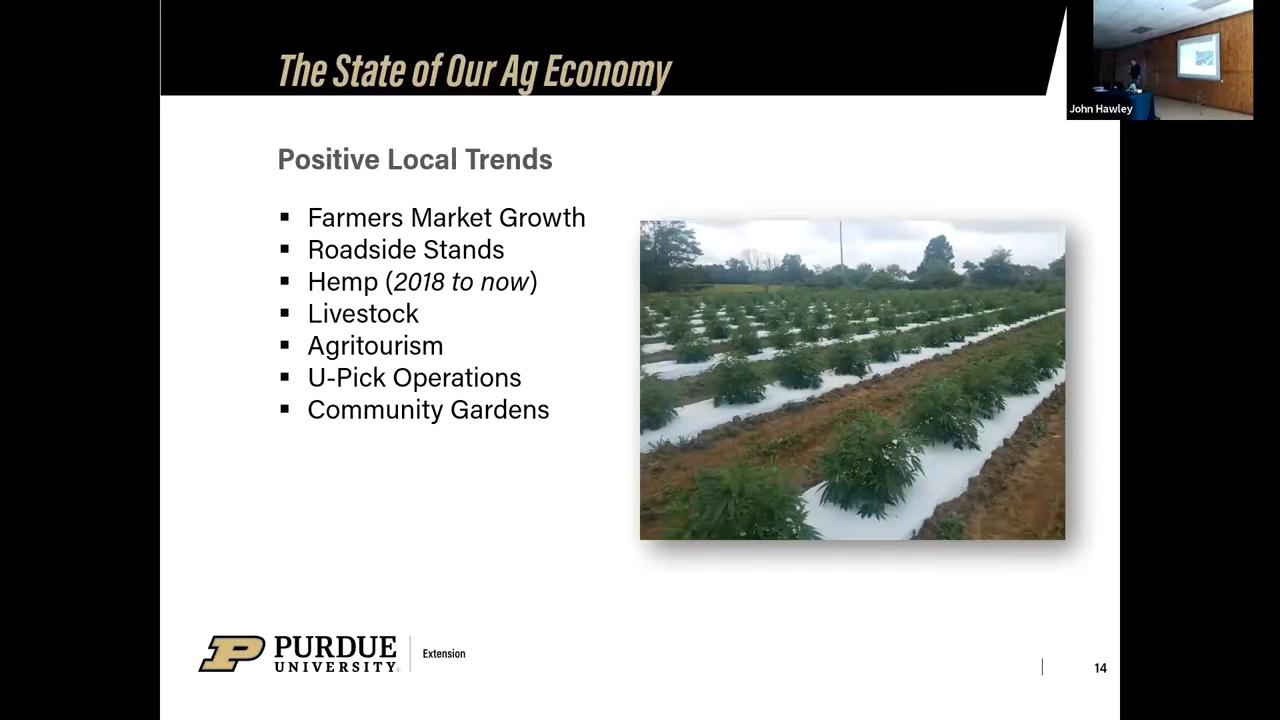 The State of Our Ag Economy
John Hawley
Positive Local Trends
▪ Farmers Market Growth
▪ Roadside Stands
▪ Hemp (2018 to now)
▪ Livestock
▪ Agritourism
▪ U-Pick Operations
▪ Community Gardens
P PURDUE
UNIVERSITY
Extension
14